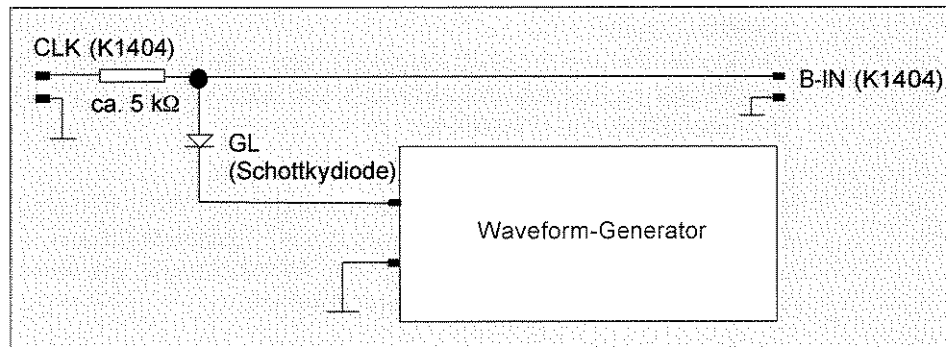 CLK (K1404)
B-IN (K1404)
ca. 5 kΩ
GL
(Schottkydiode)
Waveform-Generator